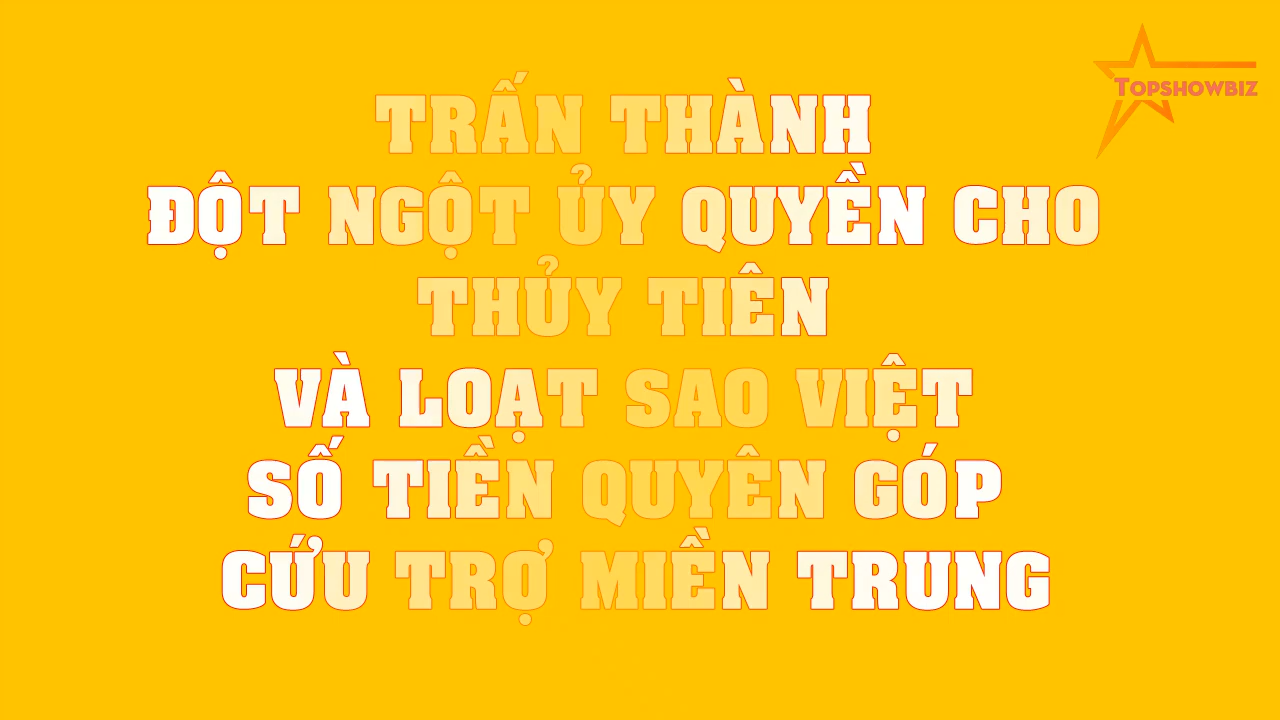 TOPSHOWBIZ
TRẤN THÀNH
ĐỘT NGỘT ỦY QUYỀN CHO
THỦY TIÊN
VÀ LOẠT SAO VIỆT
SỐ TIỀN QUYÊN GÓP
CỨU TRỢ MIỀN TRUNG